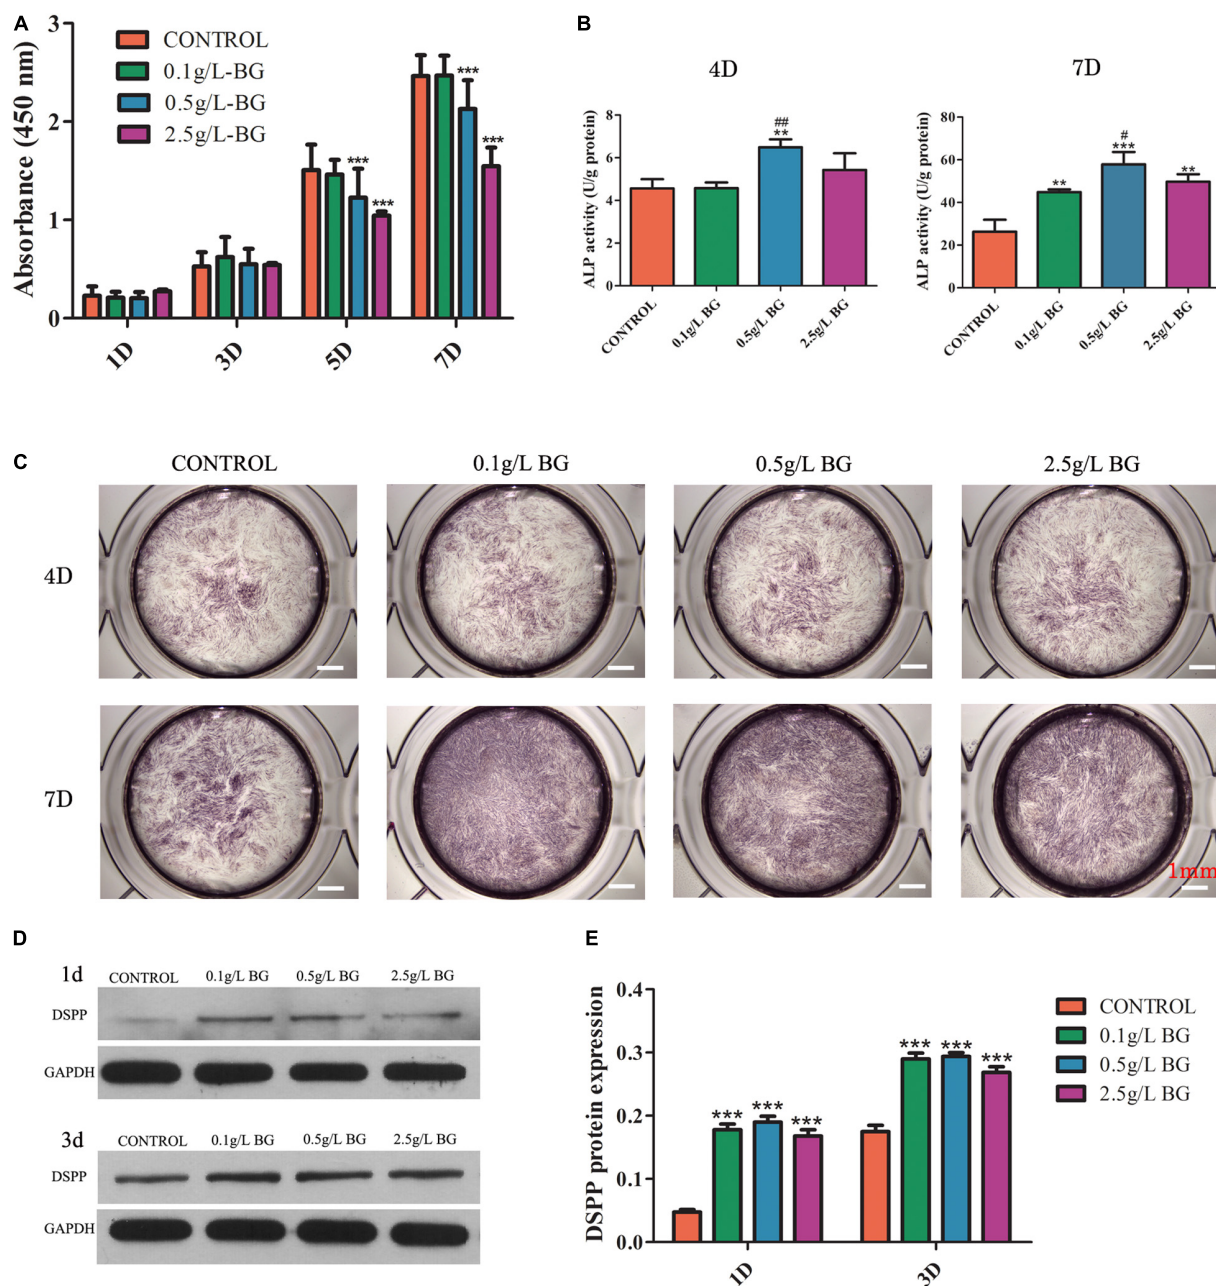 A
Absorbance (450 nm)
3
2
1
0
CONTROL
0.1g/L-BG
0.5g/L-BG
2.5g/L-BG
***
***
***
***
1D
3D
5D
7D
B
4D
ALP activity (U/g protein)
8
6
4
2
0
##
**
CONTROL
0.1g/L BG
0.5g/L BG
2.5g/L BG
7D
ALP activity (U/g protein)
80
60
40
20
0
**
#
***
**
CONTROL
0.1g/L BG
0.5g/L BG
2.5g/L BG
C
CONTROL
0.1g/L BG
0.5g/L BG
2.5g/L BG
4D
7D
1mm
D
1d
CONTROL
0.1g/L BG
0.5g/L BG
2.5g/L BG
DSPP
GAPDH
3d
CONTROL
0.1g/L BG
0.5g/L BG
2.5g/L BG
DSPP
GAPDH
E
DSPP protein expression
0.4
0.3
0.2
0.1
0.0
***
***
***
***
***
***
1D
3D
CONTROL
0.1g/L BG
0.5g/L BG
2.5g/L BG